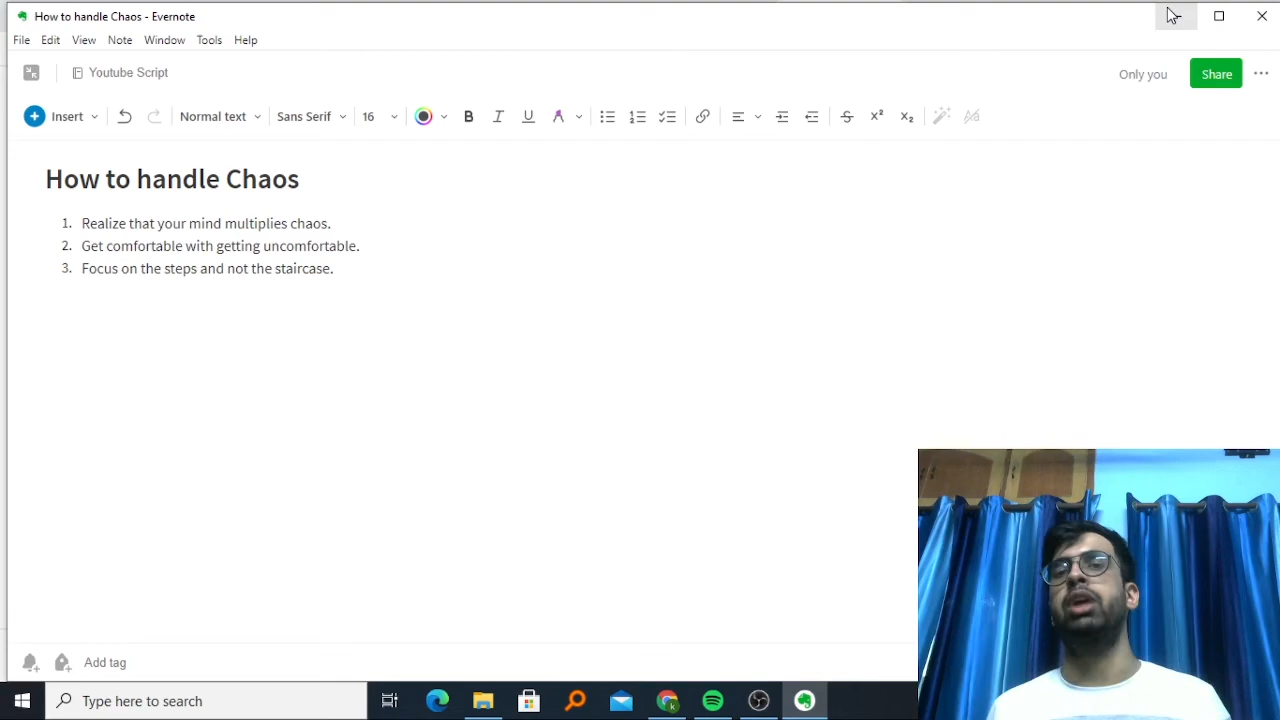 How to handle Chaos - Evernote
File Edit View Note Window Tools Help
Youtube Script
Only you
Share
Insert
Normal text
Sans Serif
16
B I U
X² X₂
How to handle Chaos
1. Realize that your mind multiplies chaos.
2. Get comfortable with getting uncomfortable.
3. Focus on the steps and not the staircase.
Add tag
Type here to search